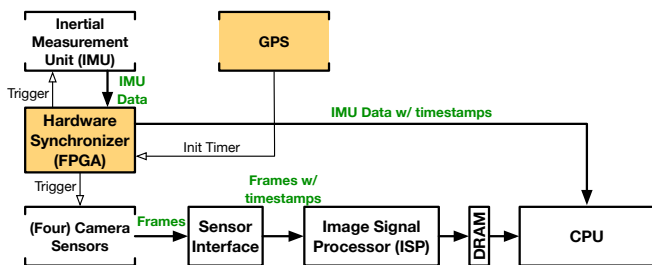 Inertial
Measurement
Unit (IMU)
GPS
Trigger
IMU
Data
IMU Data w/ timestamps
Hardware
Synchronizer
(FPGA)
Init Timer
Trigger
Frames w/
timestamps
(Four) Camera
Sensors
Frames
Sensor
Interface
Image Signal
Processor (ISP)
DRAM
CPU